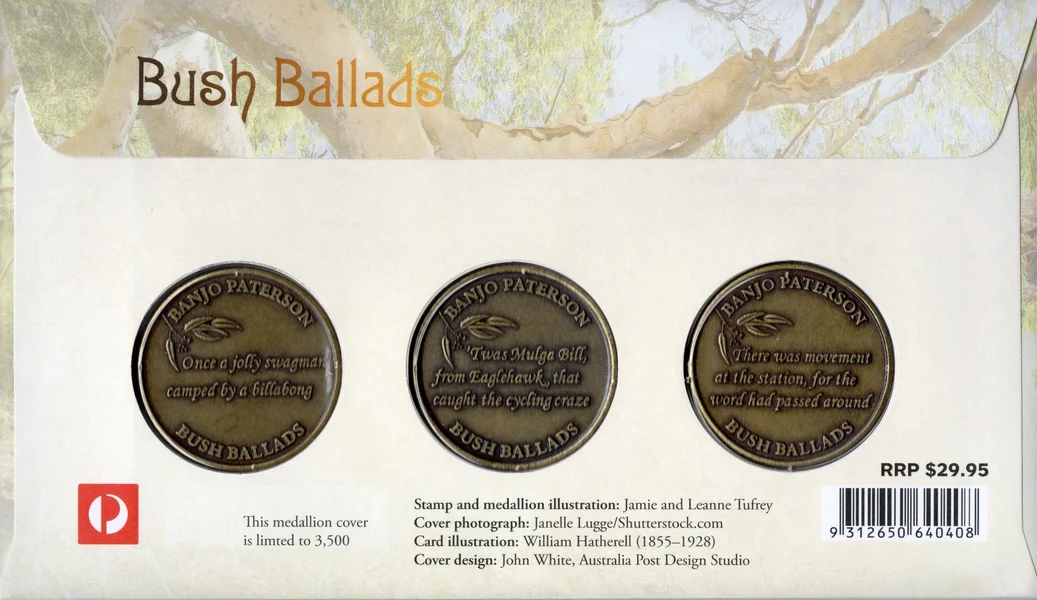 Bush Ballads
BANJO PATERSON
Once a jolly swagman
camped by a billabong
BUSH BALLADS
BANJO PATERSON
'Twas Mulga Bill,
from Eaglehawk, that
caught the cycling craze
BUSH BALLADS
BANJO PATERSON
There was movement
at the station, for the
word had passed around
BUSH BALLADS
RRP $29.95
This medallion cover
is limted to 3,500
Stamp and medallion illustration: Jamie and Leanne Tufrey
Cover photograph: Janelle Lugge/Shutterstock.com
Card illustration: William Hatherell (1855–1928)
Cover design: John White, Australia Post Design Studio
9 312650 640408